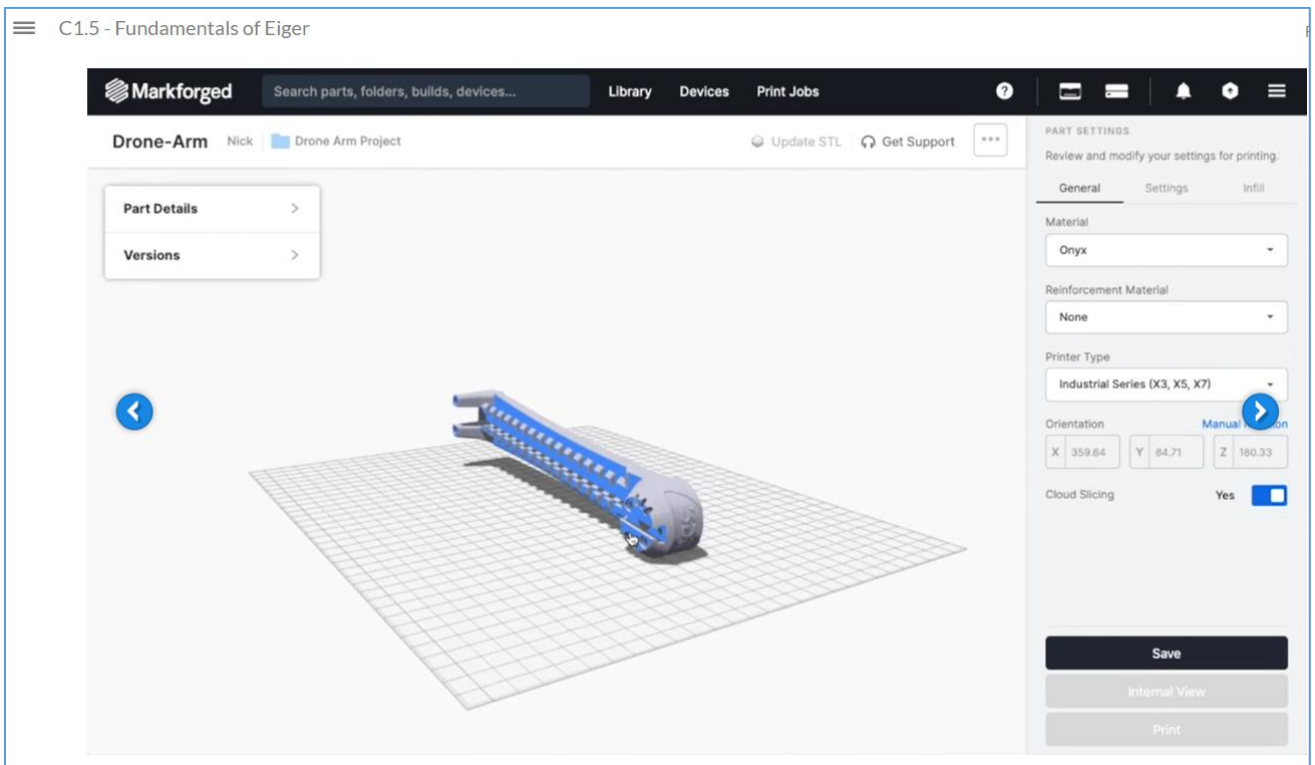 C1.5 - Fundamentals of Eiger
Markforged
Search parts, folders, builds, devices...
Library
Devices
Print Jobs
?
Drone-Arm
Nick
Drone Arm Project
Update STL
Get Support
Part Details
Versions
PART SETTINGS
Review and modify your settings for printing.
General
Settings
Infill
Material
Onyx
Reinforcement Material
None
Printer Type
Industrial Series (X3, X5, X7)
Orientation
Manual
X 359.64
Y 84.71
Z 180.33
Cloud Slicing
Yes
Save
Internal View
Print